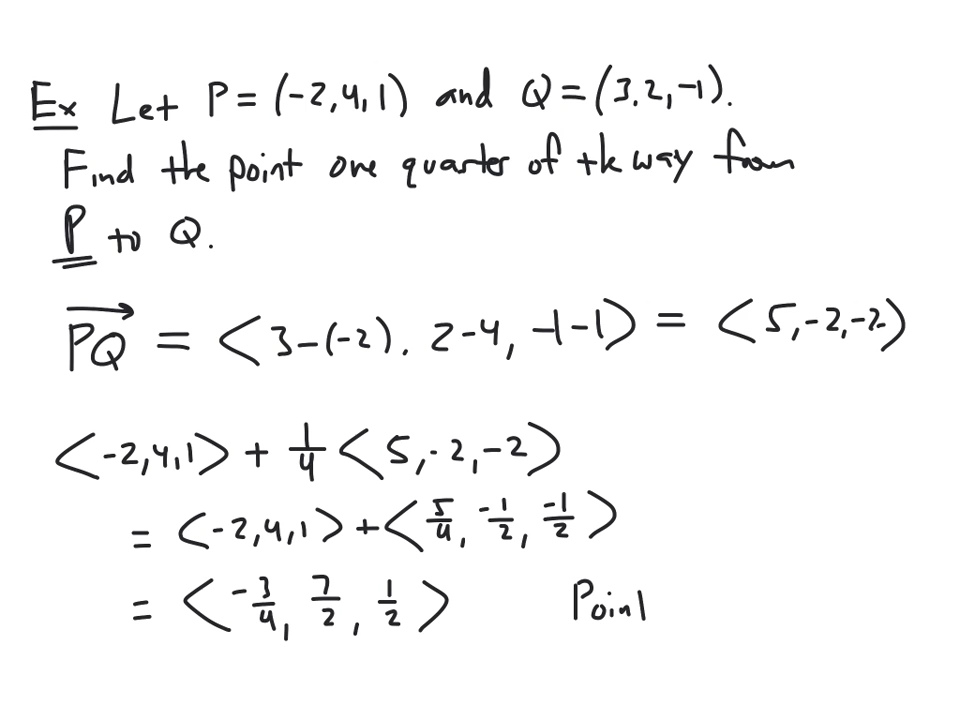 Ex Let P = (-2,4,1) and Q = (3.2,-1).
Find the point one quarter of the way from
P to Q.
PQ = <3-(-2). 2-4, -1-1> = <5,-2,-2>
<-2,4,1> + 1/4 <5,-2,-2>
= <-2,4,1> + <5/4, -1/2, -1/2>
= <-3/4, 7/2, 1/2> Point